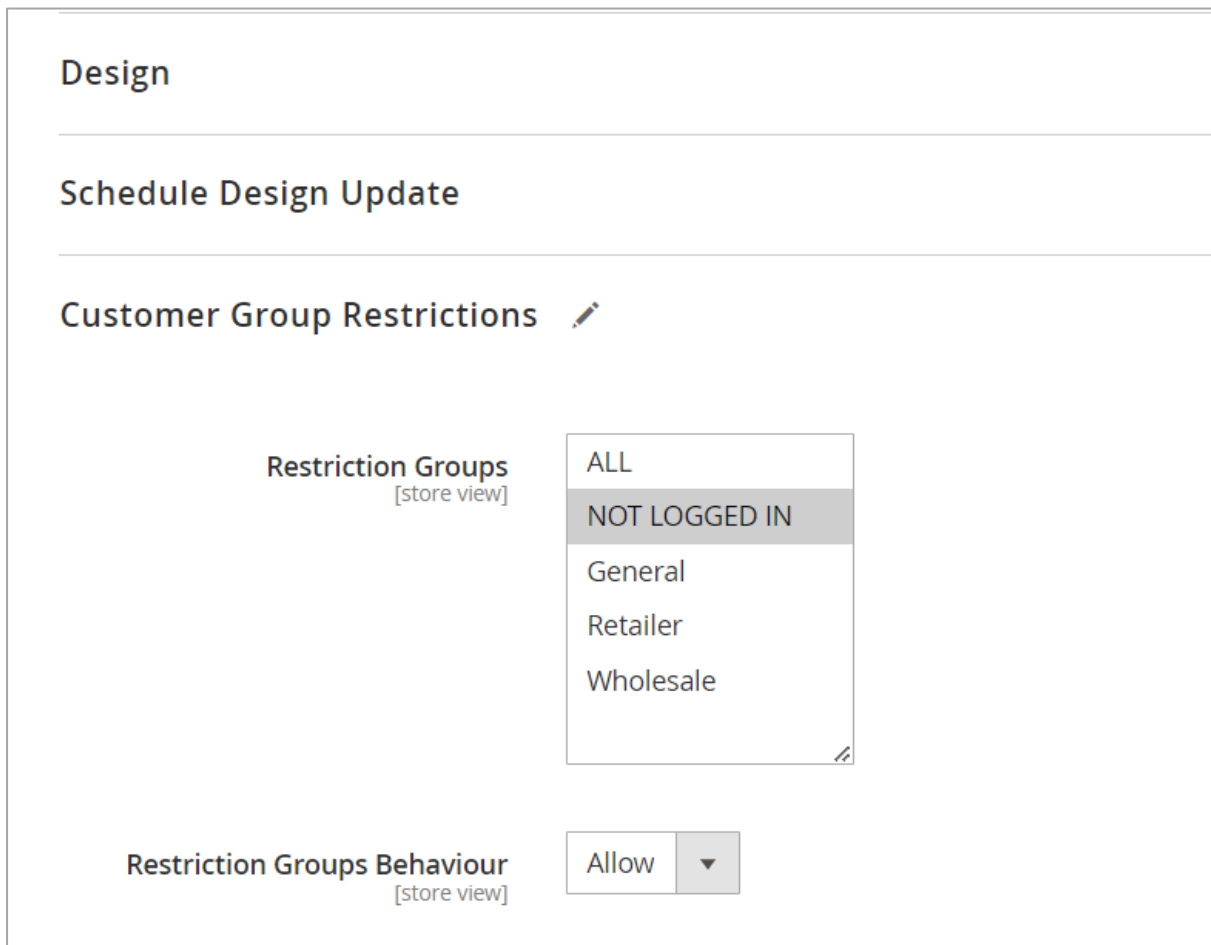 Design
Schedule Design Update
Customer Group Restrictions
Restriction Groups
[store view]
ALL
NOT LOGGED IN
General
Retailer
Wholesale
Restriction Groups Behaviour
[store view]
Allow